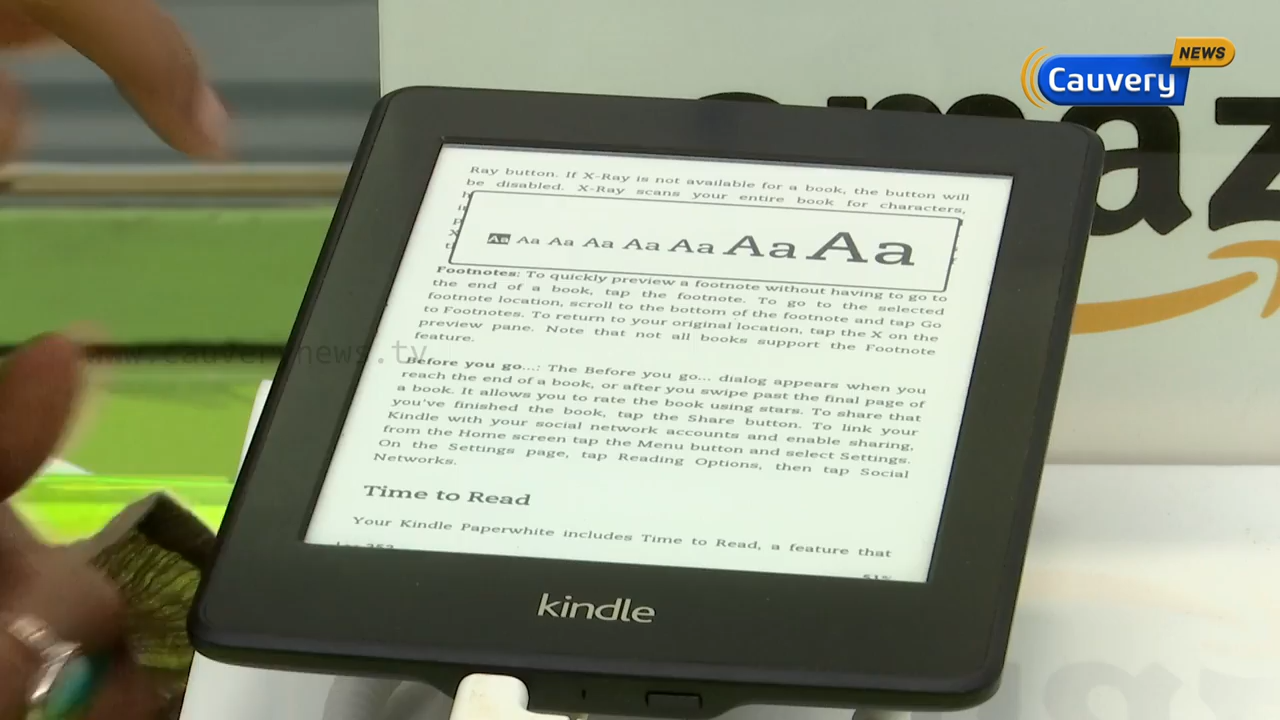 NEWS
Cauvery
amaz
Ray button. If X-Ray is not available for a book, the button will
be disabled. X-Ray scans your entire book for characters,
Aa Aa Aa Aa Aa Aa Aa Aa
Footnotes: To quickly preview a footnote without having to go to
the end of a book, tap the footnote. To go to the selected
footnote location, scroll to the bottom of the footnote and tap Go
to Footnotes. To return to your original location, tap the X on the
preview pane. Note that not all books support the Footnote
feature.
www.cauverynews.tv
Before you go...: The Before you go... dialog appears when you
reach the end of a book, or after you swipe past the final page of
a book. It allows you to rate the book using stars. To share that
you've finished the book, tap the Share button. To link your
Kindle with your social network accounts and enable sharing,
from the Home screen tap the Menu button and select Settings.
On the Settings page, tap Reading Options, then tap Social
Networks.
Time to Read
Your Kindle Paperwhite includes Time to Read, a feature that
51%
kindle